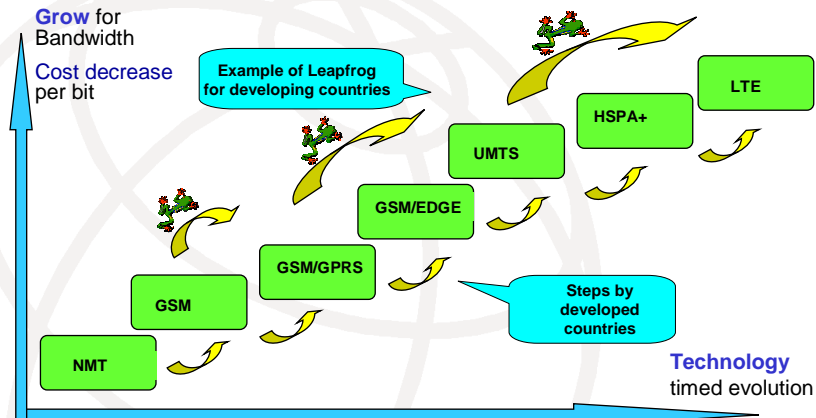 Grow for
Bandwidth
Cost decrease
per bit
Example of Leapfrog
for developing countries
LTE
HSPA+
UMTS
GSM/EDGE
GSM/GPRS
GSM
NMT
Steps by
developed
countries
Technology
timed evolution